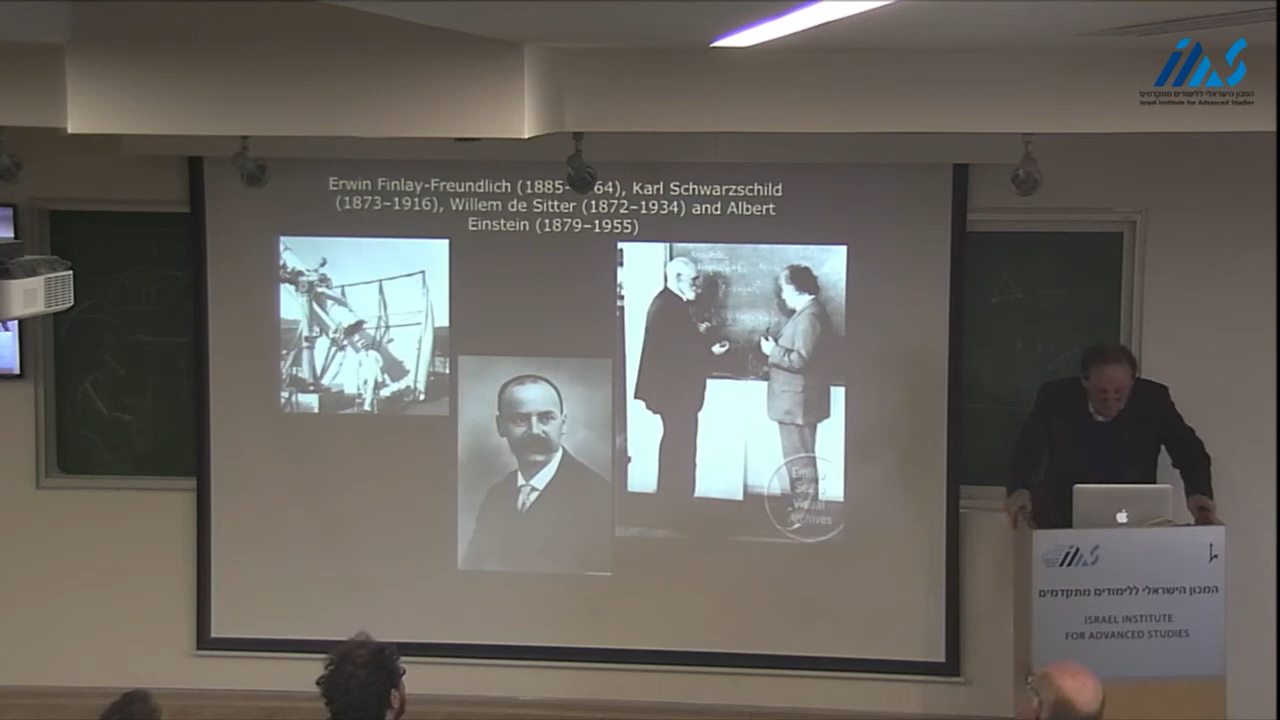 המכון הישראלי ללימודים מתקדמים
Israel Institute for Advanced Studies
Erwin Finlay-Freundlich (1885- 64), Karl Schwarzschild
(1873–1916), Willem de Sitter (1872–1934) and Albert
Einstein (1879–1955)
Visual
Archives
המכון הישראלי ללימודים מתקדמים
ISRAEL INSTITUTE
FOR ADVANCED STUDIES